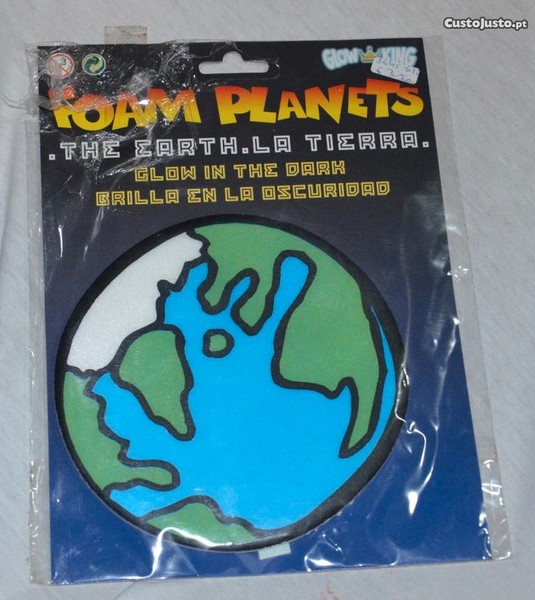 CustoJusto.pt
GLOW KING
FOAM PLANETS
.THE EARTH.LA TIERRA.
GLOW IN THE DARK
BRILLA EN LA OSCURIDAD